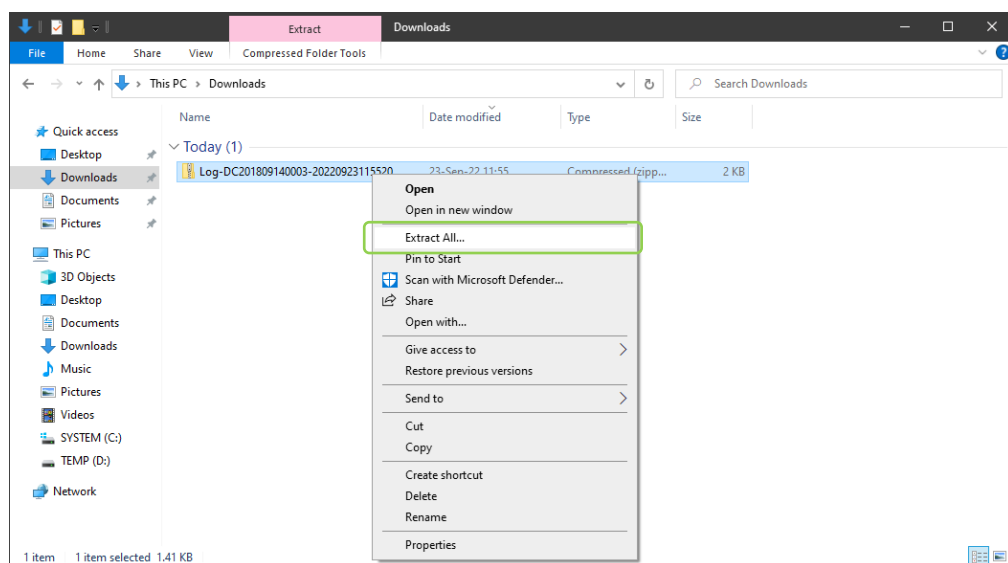 Extract
Downloads
File
Home
Share
View
Compressed Folder Tools
This PC
Downloads
Search Downloads
Name
Date modified
Type
Size
Quick access
Desktop
Downloads
Documents
Pictures
This PC
3D Objects
Desktop
Documents
Downloads
Music
Pictures
Videos
SYSTEM (C:)
TEMP (D:)
Network
Today (1)
Log-DC201809140003-20220923115520
23-Sep-22 11:55
Compressed (zipp...
2 KB
Open
Open in new window
Extract All...
Pin to Start
Scan with Microsoft Defender...
Share
Open with...
Give access to
Restore previous versions
Send to
Cut
Copy
Create shortcut
Delete
Rename
Properties
1 item
1 item selected 1.41 KB